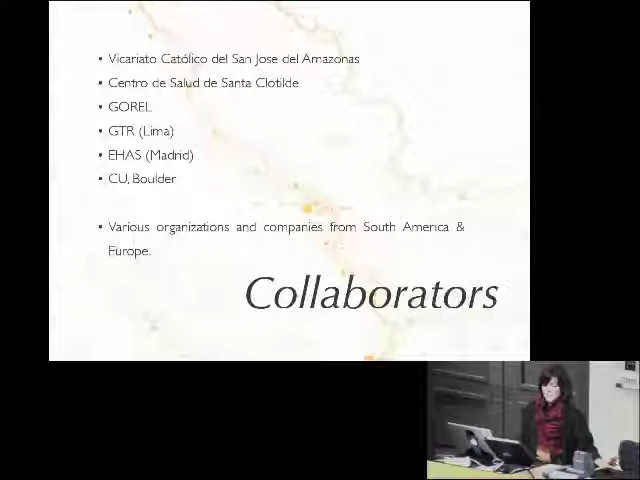 • Vicariato Católico del San Jose del Amazonas
• Centro de Salud de Santa Clotilde
• GOREL
• GTR (Lima)
• EHAS (Madrid)
• CU, Boulder
• Various organizations and companies from South America &
Europe.
Collaborators